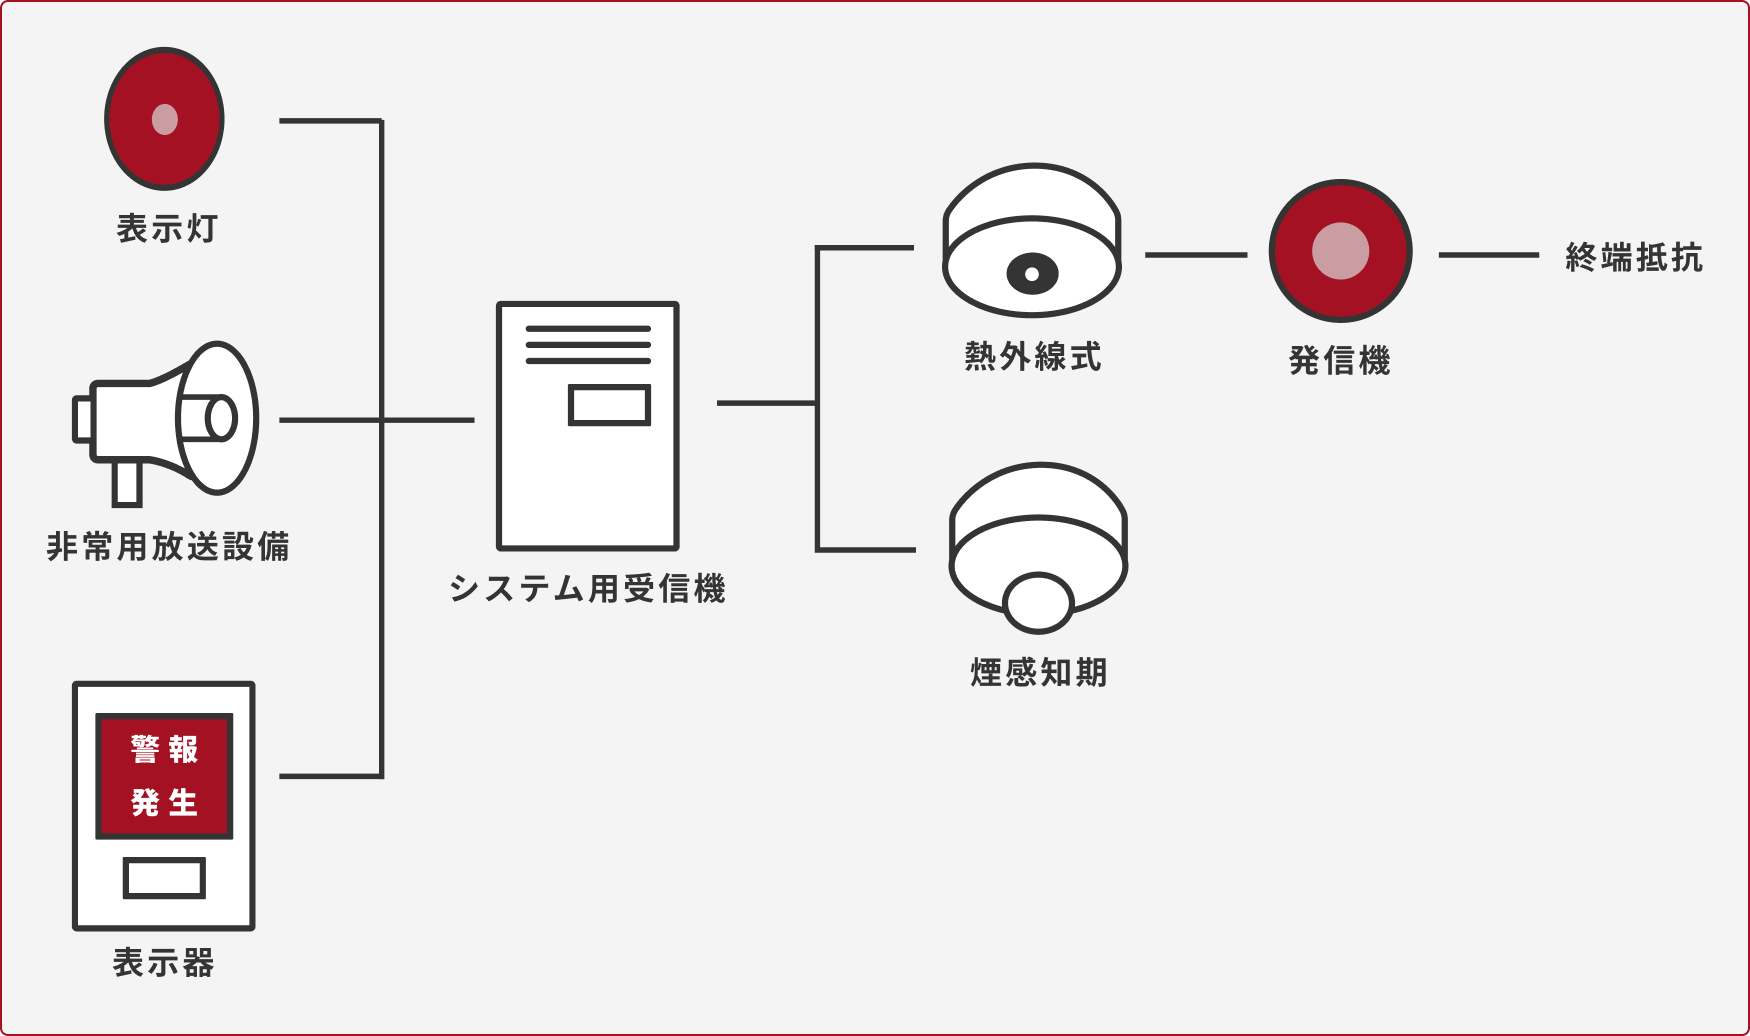 表示灯
非常用放送設備
警報
発生
表示器
システム用受信機
熱外線式
煙感知期
発信機
終端抵抗